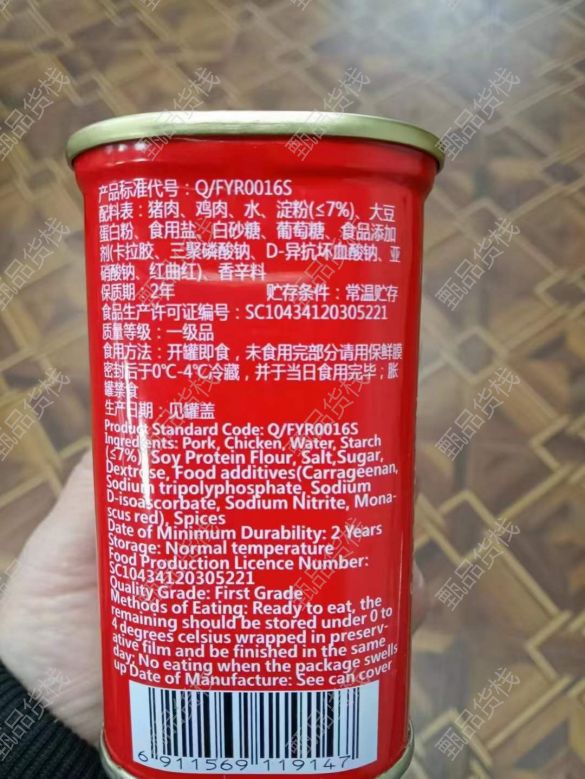 产品标准代号：Q/FYR0016S
配料表：猪肉、鸡肉、水、淀粉(≤7%)、大豆
蛋白粉、食用盐、白砂糖、葡萄糖、食品添加
剂(卡拉胶、三聚磷酸钠、D-异抗坏血酸钠、亚
硝酸钠、红曲红)、香辛料
保质期：2年 贮存条件：常温贮存
食品生产许可证编号：SC10434120305221
质量等级：一级品
食用方法：开罐即食，未食用完部分请用保鲜膜
密封后于0℃-4℃冷藏，并于当日食用完毕；胀
罐禁食
生产日期：见罐盖
Product Standard Code: Q/FYR0016S
Ingredients: Pork, Chicken, Water, Starch
(≤7%), Soy Protein Flour, Salt,Sugar,
Dextrose, Food additives(Carrageenan,
Sodium tripolyphosphate, Sodium
D-isoascorbate, Sodium Nitrite, Mona-
scus red), Spices
Date of Minimum Durability: 2 Years
Storage: Normal temperature
Food Production Licence Number:
SC10434120305221
Quality Grade: First Grade
Methods of Eating: Ready to eat, the
remaining should be stored under 0 to
4 degrees celsius wrapped in preserv-
ative film and be finished in the same
day; No eating when the package swells
up Date of Manufacture: See can cover
6 911569 119147
甄品货栈